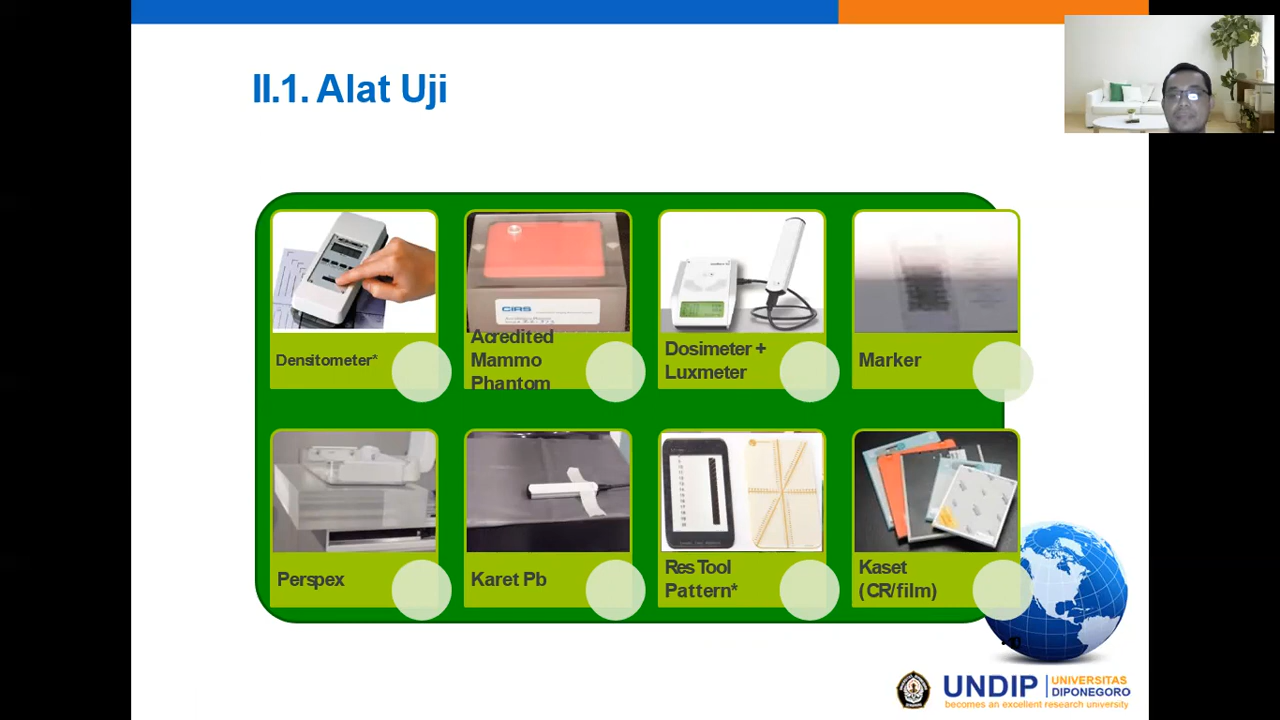 II.1. Alat Uji
CIRS
Densitometer*
Acredited
Mammo
Phantom
Dosimeter +
Luxmeter
Marker
Perspex
Karet Pb
Res Tool
Pattern*
Kaset
(CR/film)
UNDIP
UNIVERSITAS
DIPONEGORO
becomes an excellent research university